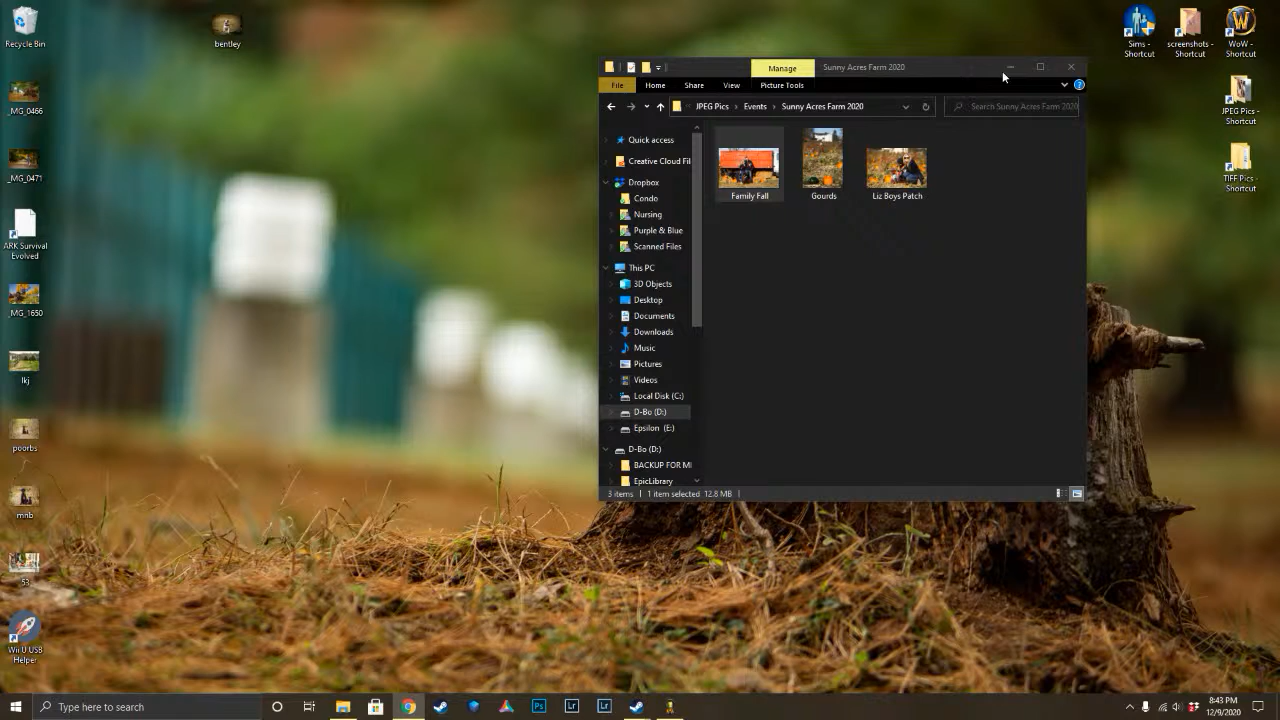 Recycle Bin
_MG_0466
_MG_0471
ARK Survival
Evolved
_MG_1650
lkj
poorbs
mnb
53
Wii U USB
Helper
bentley
Manage
Sunny Acres Farm 2020
File
Home
Share
View
Picture Tools
JPEG Pics
Events
Sunny Acres Farm 2020
Search Sunny Acres Farm 2020
Quick access
Creative Cloud Fil
Dropbox
Condo
Nursing
Purple & Blue
Scanned Files
This PC
3D Objects
Desktop
Documents
Downloads
Music
Pictures
Videos
Local Disk (C:)
D-Bo (D:)
Epsilon (E:)
D-Bo (D:)
BACKUP FOR MI
EpicLibrary
Family Fall
Gourds
Liz Boys Patch
3 items
1 item selected 12.8 MB
Sims -
Shortcut
screenshots -
Shortcut
WoW -
Shortcut
JPEG Pics -
Shortcut
TIFF Pics -
Shortcut
Type here to search
Ps
Lr
Lr
8:43 PM
12/9/2020